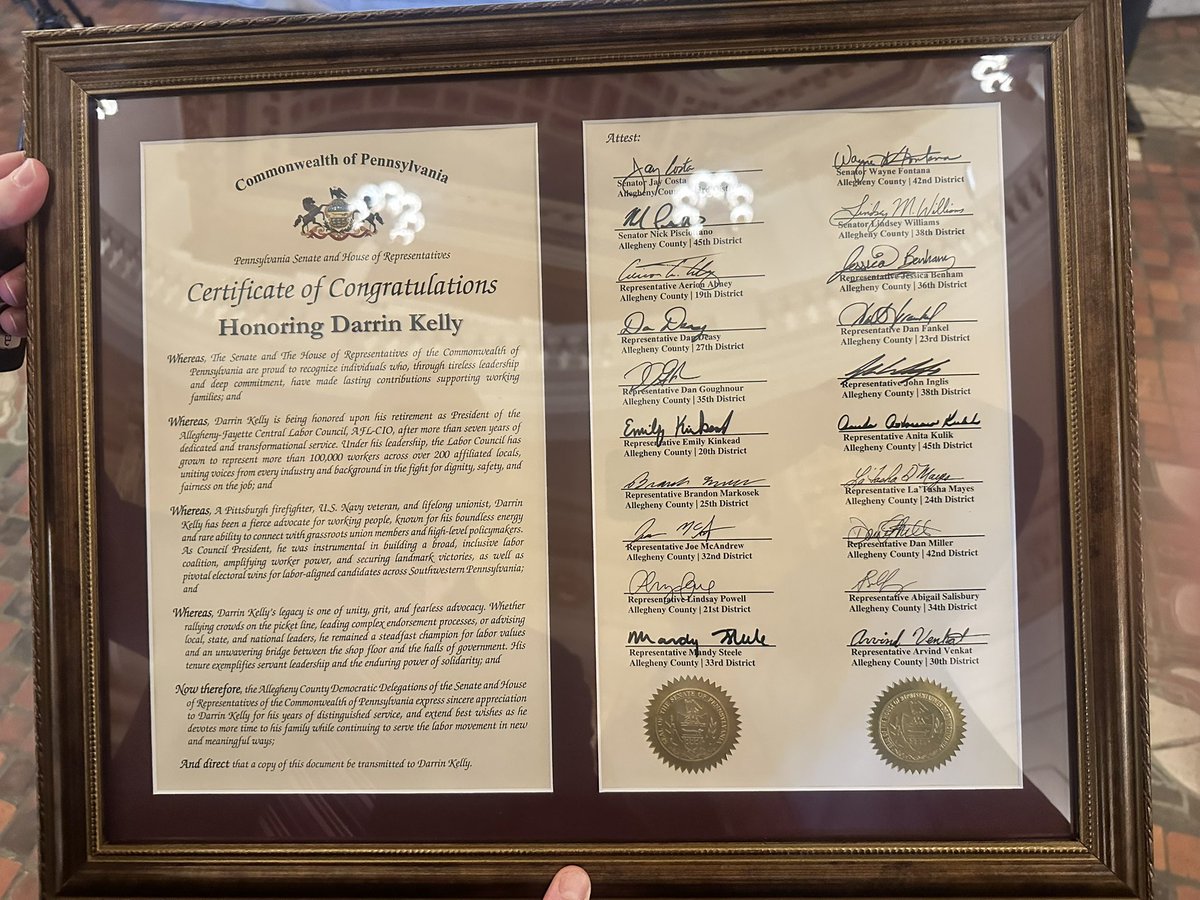 Commonwealth of Pennsylvania
Pennsylvania Senate and House of Representatives
Certificate of Congratulations
Honoring Darrin Kelly
Whereas, The Senate and The House of Representatives of the Commonwealth of
Pennsylvania are proud to recognize individuals who, through tireless leadership
and deep commitment, have made lasting contributions supporting working
families; and
Whereas, Darrin Kelly is being honored upon his retirement as President of the
Allegheny-Fayette Central Labor Council, AFL-CIO, after more than seven years of
dedicated and transformational service. Under his leadership, the Labor Council has
grown to represent more than 100,000 workers across over 200 affiliated locals,
uniting voices from every industry and background in the fight for dignity, safety, and
fairness on the job; and
Whereas, A Pittsburgh firefighter, U.S. Navy veteran, and lifelong unionist, Darrin
Kelly has been a fierce advocate for working people, known for his boundless energy
and rare ability to connect with grassroots union members and high-level policymakers.
As Council President, he was instrumental in building a broad, inclusive labor
coalition, amplifying worker power, and securing landmark victories, as well as
pivotal electoral wins for labor-aligned candidates across Southwestern Pennsylvania;
and
Whereas, Darrin Kelly's legacy is one of unity, grit, and fearless advocacy. Whether
rallying crowds on the picket line, leading complex endorsement processes, or advising
local, state, and national leaders, he remained a steadfast champion for labor values
and an unwavering bridge between the shop floor and the halls of government. His
tenure exemplifies servant leadership and the enduring power of solidarity; and
Now therefore, the Allegheny County Democratic Delegations of the Senate and House
of Representatives of the Commonwealth of Pennsylvania express sincere appreciation
to Darrin Kelly for his years of distinguished service, and extend best wishes as he
devotes more time to his family while continuing to serve the labor movement in new
and meaningful ways;
And direct that a copy of this document be transmitted to Darrin Kelly.
Attest:
Jay Costa
Senator Jay Costa
Allegheny
Senator Nick Pisciottano
Allegheny County | 45th District
Representative Aerion Abney
Allegheny County | 19th District
Dan Deasy
Representative Dan Deasy
Allegheny County | 27th District
Representative Dan Goughnour
Allegheny County | 35th District
Emily Kinkead
Representative Emily Kinkead
Allegheny County | 20th District
Representative Brandon Markosek
Allegheny County | 25th District
Representative Joe McAndrew
Allegheny County | 32nd District
Representative Lindsay Powell
Allegheny County | 21st District
Mandy Steele
Representative Mandy Steele
Allegheny County | 33rd District
Wayne D Fontana
Senator Wayne Fontana
Allegheny County | 42nd District
Lindsey M. Williams
Senator Lindsey Williams
Allegheny County | 38th District
Jessica Benham
Representative Jessica Benham
Allegheny County | 36th District
Representative Dan Fankel
Allegheny County | 23rd District
Representative John Inglis
Allegheny County | 38th District
Representative Anita Kulik
Allegheny County | 45th District
La'Tasha D Mayes
Representative La'Tasha Mayes
Allegheny County | 24th District
Representative Dan Miller
Allegheny County | 42nd District
Representative Abigail Salisbury
Allegheny County | 34th District
Arvind Venkat
Representative Arvind Venkat
Allegheny County | 30th District